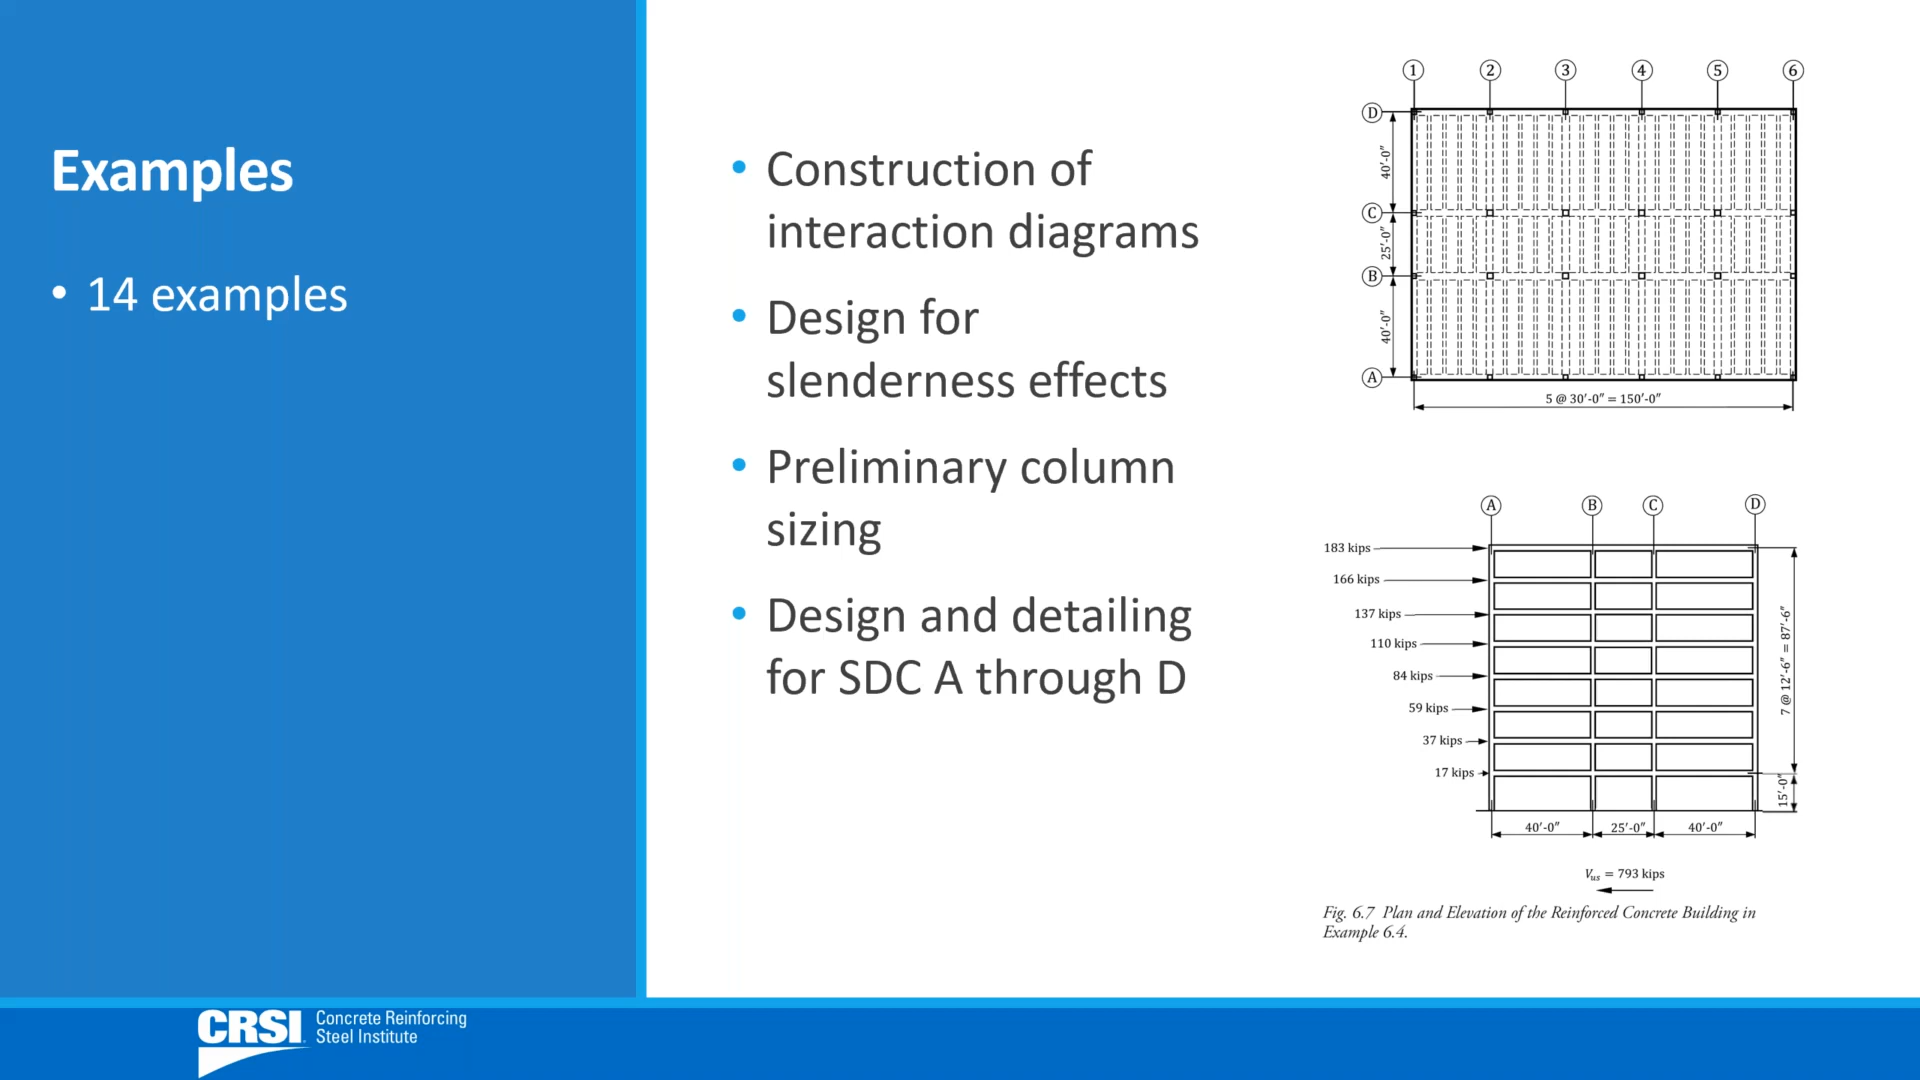 Examples
• 14 examples
• Construction of
interaction diagrams
• Design for
slenderness effects
• Preliminary column
sizing
• Design and detailing
for SDC A through D
1 2 3 4 5 6
D
40′-0″
C
25′-0″
B
40′-0″
A
5 @ 30′-0″ = 150′-0″
A B C D
183 kips
166 kips
137 kips
110 kips
84 kips
59 kips
37 kips
17 kips
7 @ 12′-6″ = 87′-6″
15′-0″
40′-0″ 25′-0″ 40′-0″
Vus = 793 kips
Fig. 6.7 Plan and Elevation of the Reinforced Concrete Building in
Example 6.4.
CRSI
Concrete Reinforcing
Steel Institute